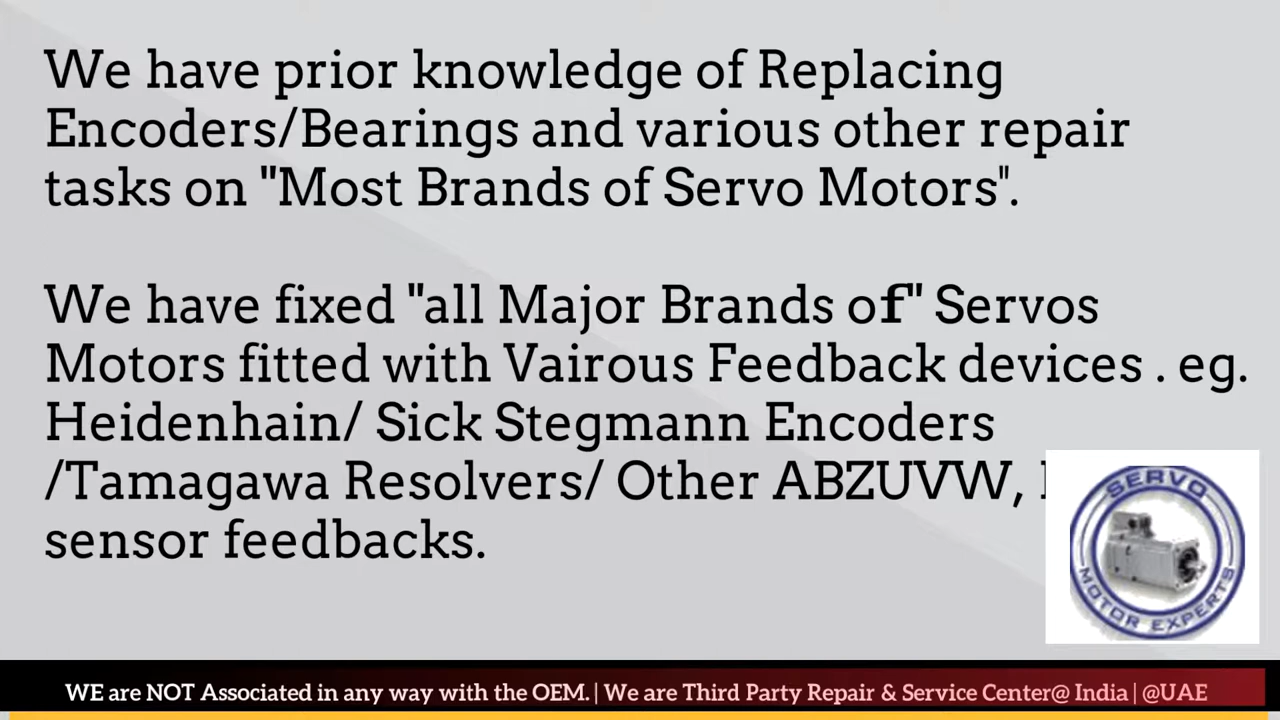 We have prior knowledge of Replacing
Encoders/Bearings and various other repair
tasks on "Most Brands of Servo Motors".
We have fixed "all Major Brands of" Servos
Motors fitted with Vairous Feedback devices . eg.
Heidenhain/ Sick Stegmann Encoders
/Tamagawa Resolvers/ Other ABZUVW,
sensor feedbacks.
SERVO
MOTOR EXPERTS
WE are NOT Associated in any way with the OEM. | We are Third Party Repair & Service Center@ India | @UAE